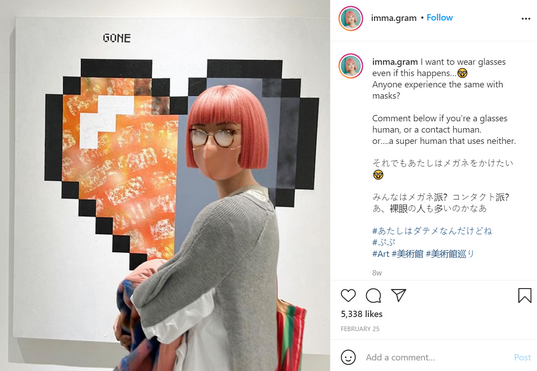 GONE
imma.gram • Follow
imma.gram I want to wear glasses
even if this happens...🤓
Anyone experience the same with
masks?
Comment below if you're a glasses
human, or a contact human.
or....a super human that uses neither.
それでもあたしはメガネをかけたい
🤓
みんなはメガネ派？コンタクト派？
あ、裸眼の人も多いのかなあ
#あたしはダテメなんだけどね
#ぷぷ
#Art #美術館 #美術館巡り
8w
5,338 likes
FEBRUARY 25
Add a comment...
Post